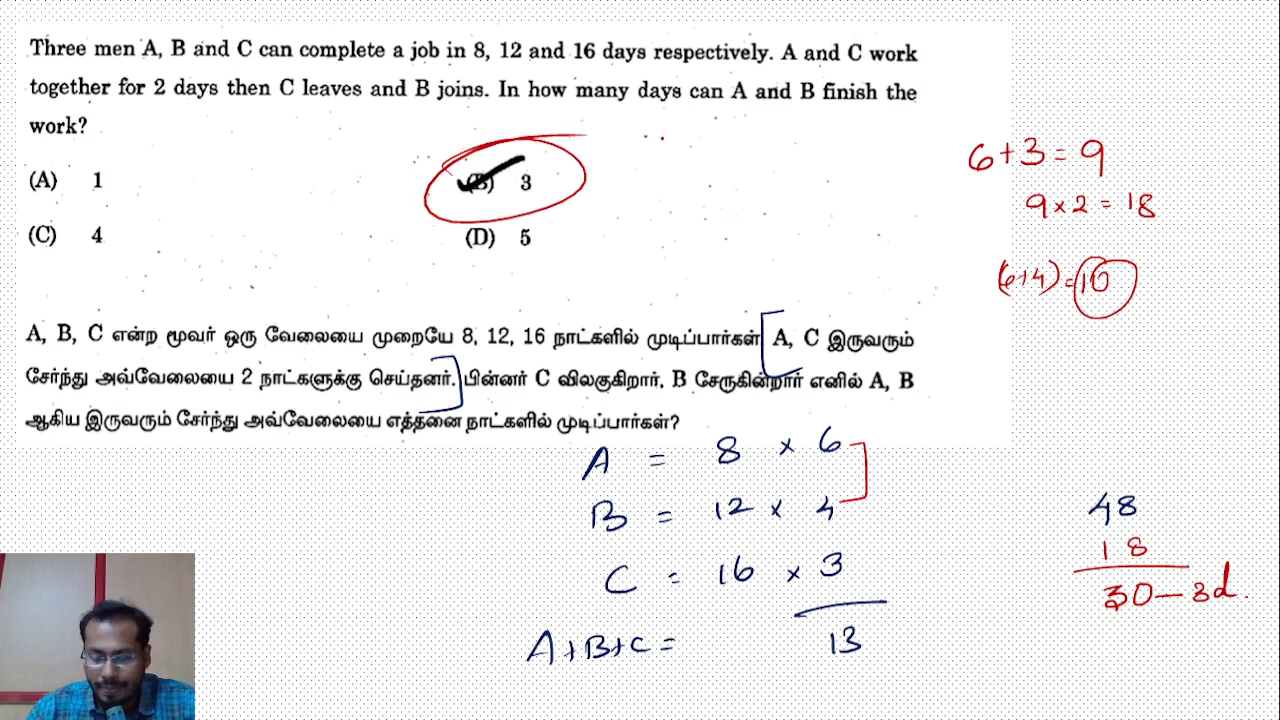 Three men A, B and C can complete a job in 8, 12 and 16 days respectively. A and C work
together for 2 days then C leaves and B joins. In how many days can A and B finish the
work?
(A) 1
(B) 3
(C) 4
(D) 5
A, B, C என்ற மூவர் ஒரு வேலையை முறையே 8, 12, 16 நாட்களில் முடிப்பார்கள் A, C இருவரும்
சேர்ந்து அவ்வேலையை 2 நாட்களுக்கு செய்தனர். பின்னர் C விலகுகிறார், B சேருகின்றார் எனில் A, B
ஆகிய இருவரும் சேர்ந்து அவ்வேலையை எத்தனை நாட்களில் முடிப்பார்கள்?
6+3=9
9×2=18
(6+4)=10
A = 8 × 6
B = 12 × 4
C = 16 × 3
A+B+C= 13
48
18
30—3d.